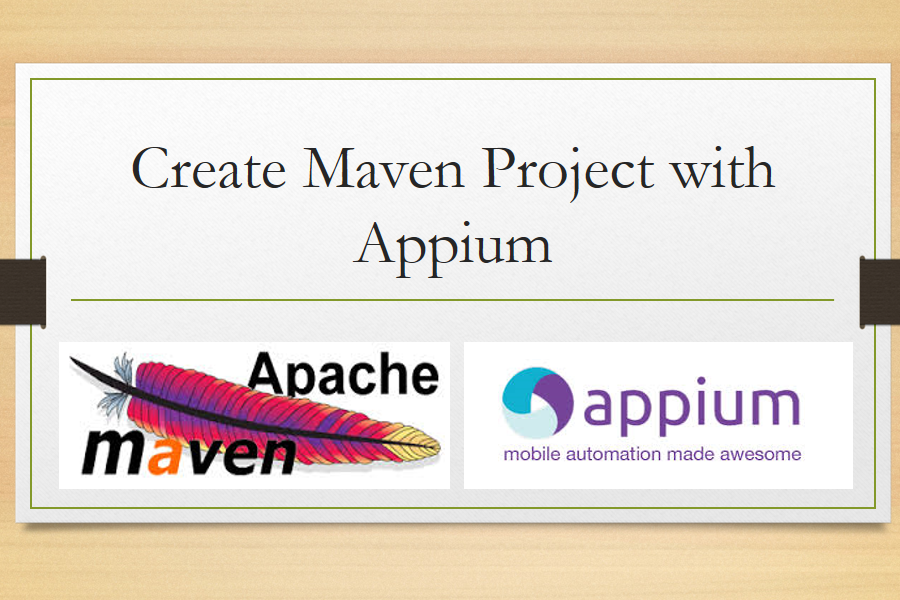 Create Maven Project with
Appium
Apache
maven
appium
mobile automation made awesome